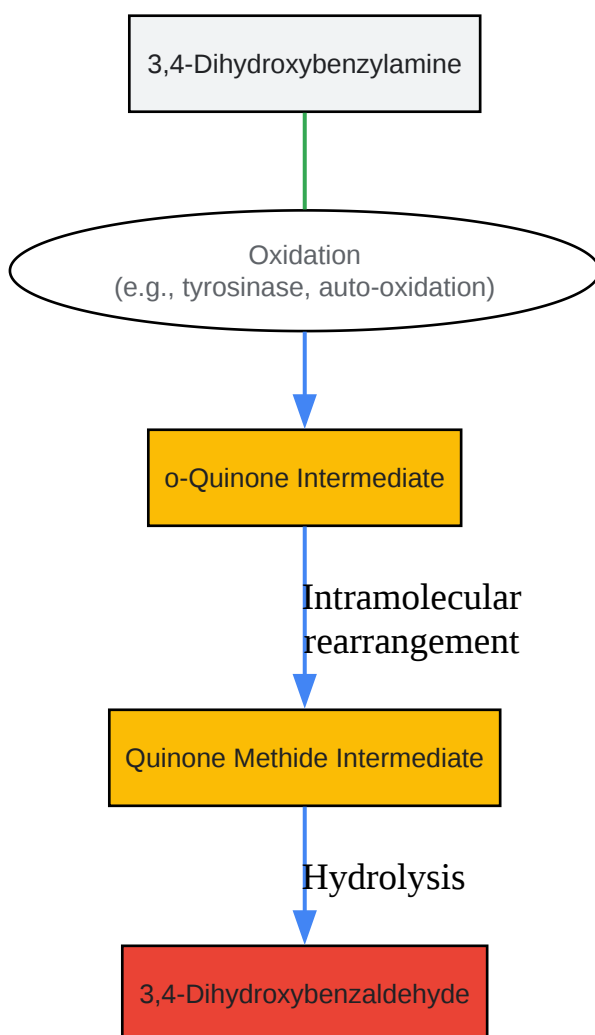 3,4-Dihydroxybenzylamine
Oxidation
(e.g., tyrosinase, auto-oxidation)
o-Quinone Intermediate
Intramolecular
rearrangement
Quinone Methide Intermediate
Hydrolysis
3,4-Dihydroxybenzaldehyde